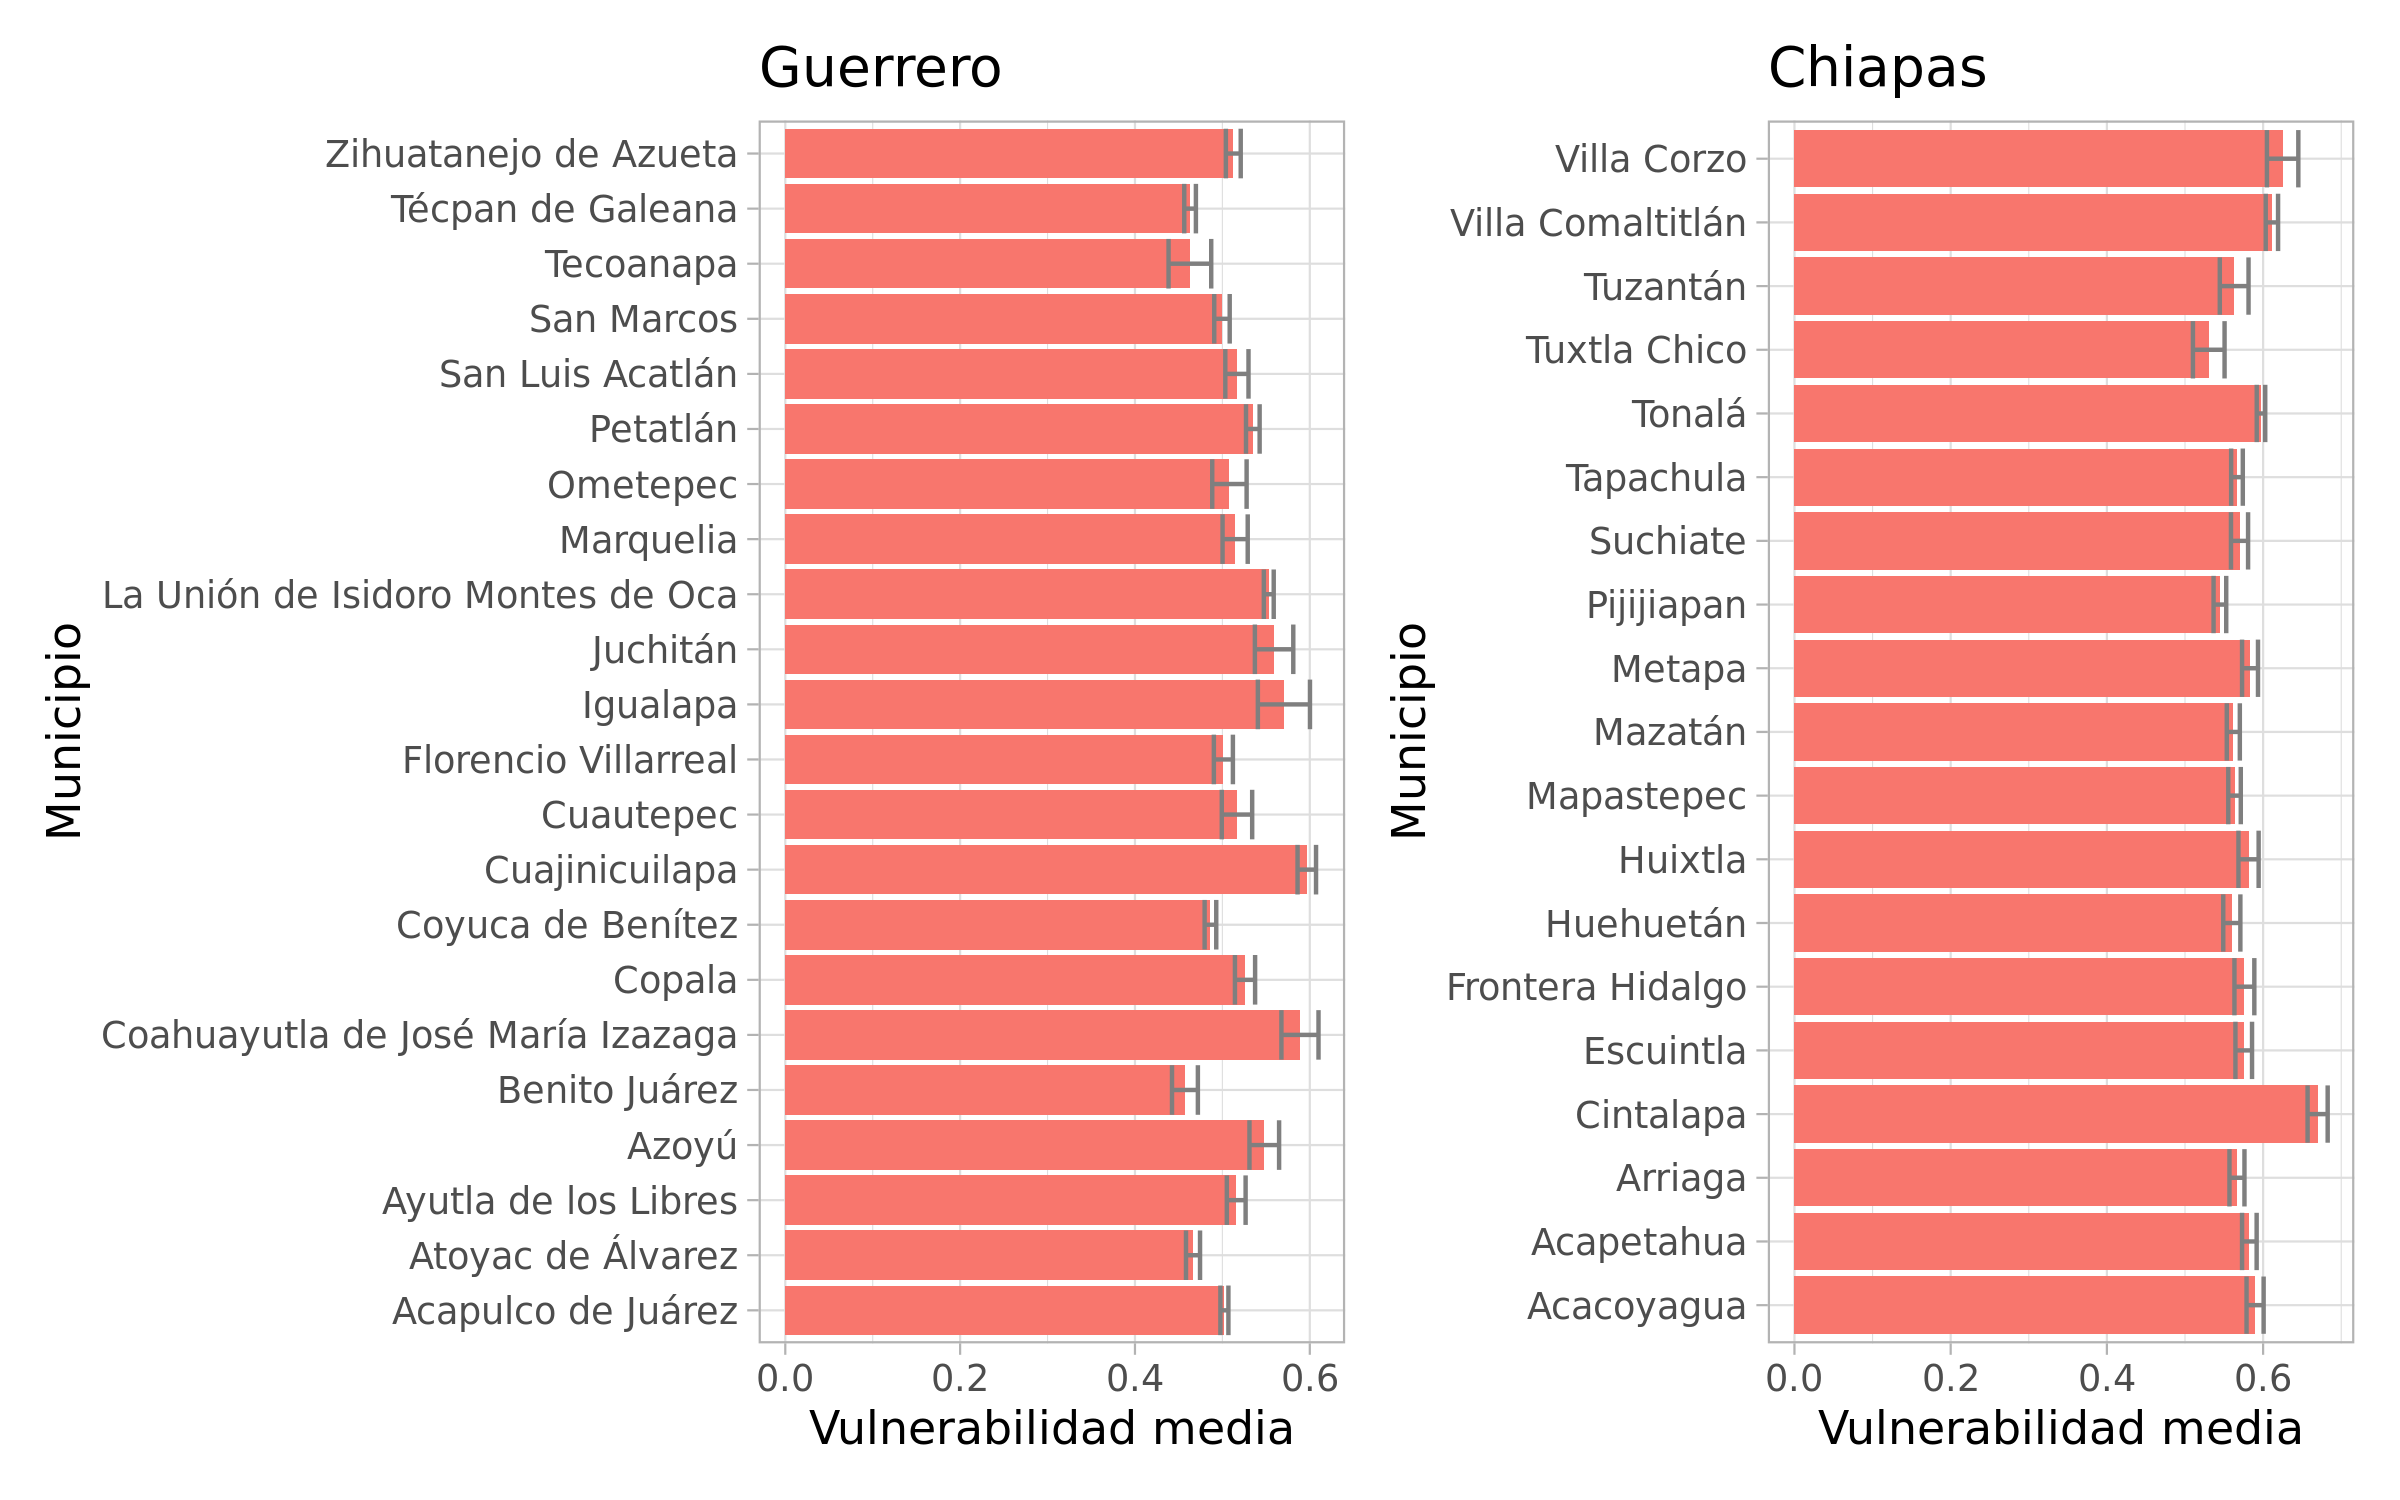 Guerrero
Municipio
Zihuatanejo de Azueta
Técpan de Galeana
Tecoanapa
San Marcos
San Luis Acatlán
Petatlán
Ometepec
Marquelia
La Unión de Isidoro Montes de Oca
Juchitán
Igualapa
Florencio Villarreal
Cuautepec
Cuajinicuilapa
Coyuca de Benítez
Copala
Coahuayutla de José María Izazaga
Benito Juárez
Azoyú
Ayutla de los Libres
Atoyac de Álvarez
Acapulco de Juárez
0.0 0.2 0.4 0.6
Vulnerabilidad media
Chiapas
Municipio
Villa Corzo
Villa Comaltitlán
Tuzantán
Tuxtla Chico
Tonalá
Tapachula
Suchiate
Pijijiapan
Metapa
Mazatán
Mapastepec
Huixtla
Huehuetán
Frontera Hidalgo
Escuintla
Cintalapa
Arriaga
Acapetahua
Acacoyagua
0.0 0.2 0.4 0.6
Vulnerabilidad media